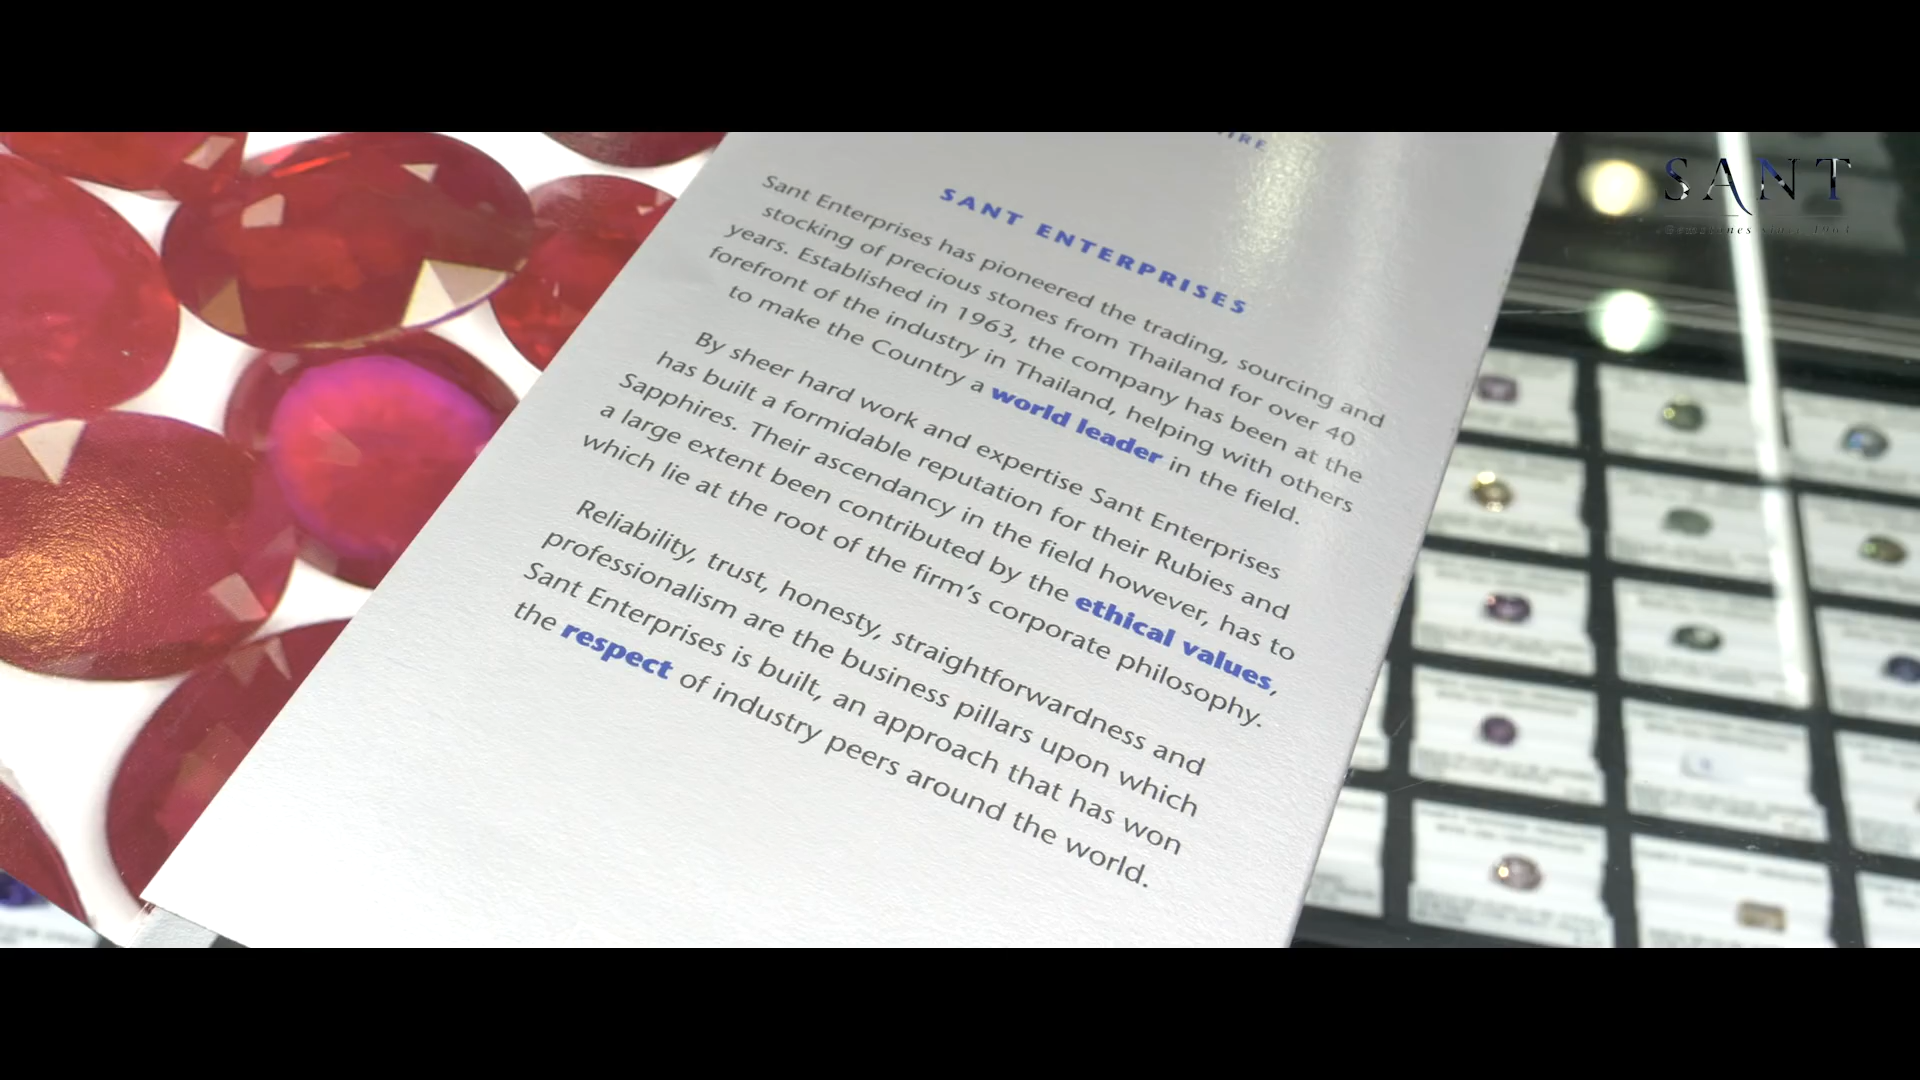 SANT ENTERPRISES
Sant Enterprises has pioneered the trading, sourcing and
stocking of precious stones from Thailand for over 40
years. Established in 1963, the company has been at the
forefront of the industry in Thailand, helping with others
to make the Country a world leader in the field.
By sheer hard work and expertise Sant Enterprises
has built a formidable reputation for their Rubies and
Sapphires. Their ascendancy in the field however, has to
a large extent been contributed by the ethical values,
which lie at the root of the firm's corporate philosophy.
Reliability, trust, honesty, straightforwardness and
professionalism are the business pillars upon which
Sant Enterprises is built, an approach that has won
the respect of industry peers around the world.
SANT
Gemstones Since 1963